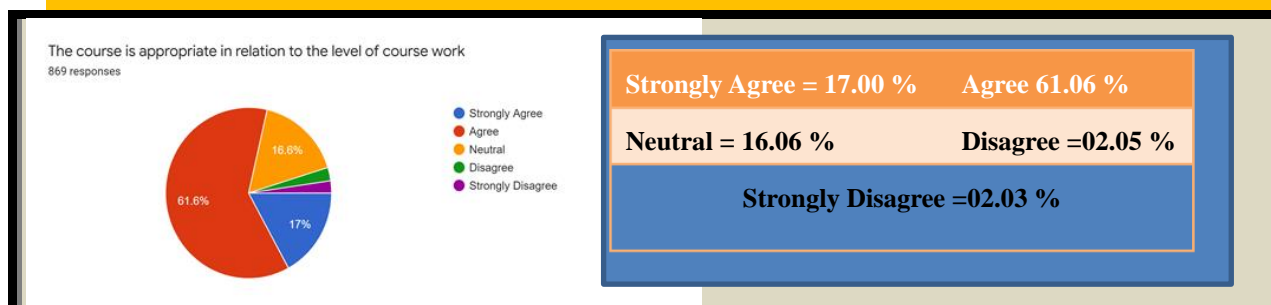 The course is appropriate in relation to the level of course work
869 responses
16.6%
61.6%
17%
Strongly Agree
Agree
Neutral
Disagree
Strongly Disagree
Strongly Agree = 17.00 % Agree 61.06 %
Neutral = 16.06 % Disagree =02.05 %
Strongly Disagree =02.03 %